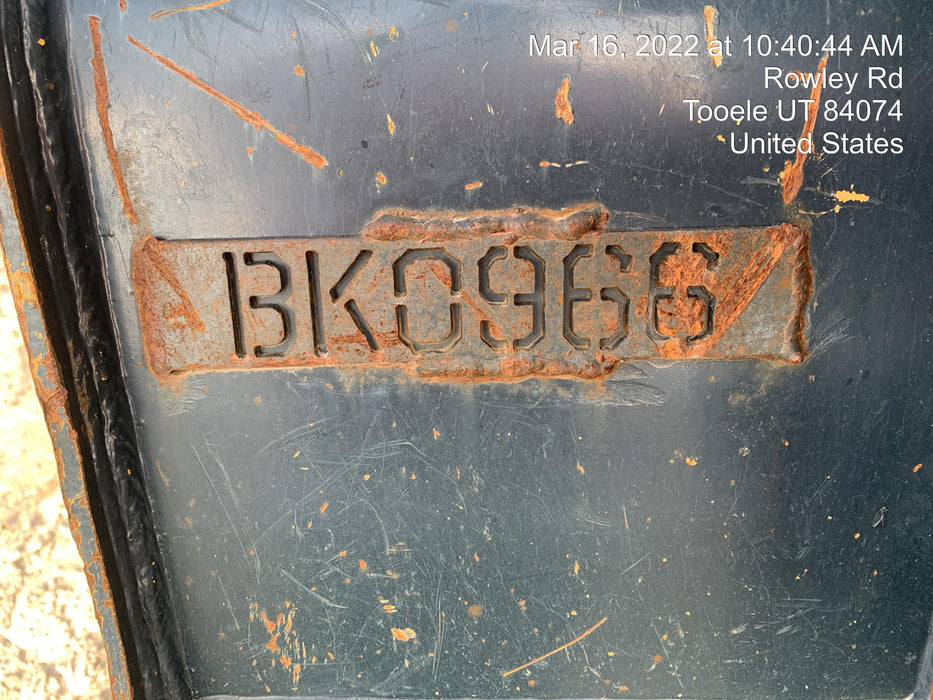 Mar 16, 2022 at 10:40:44 AM
Rowley Rd
Tooele UT 84074
United States
BK0966